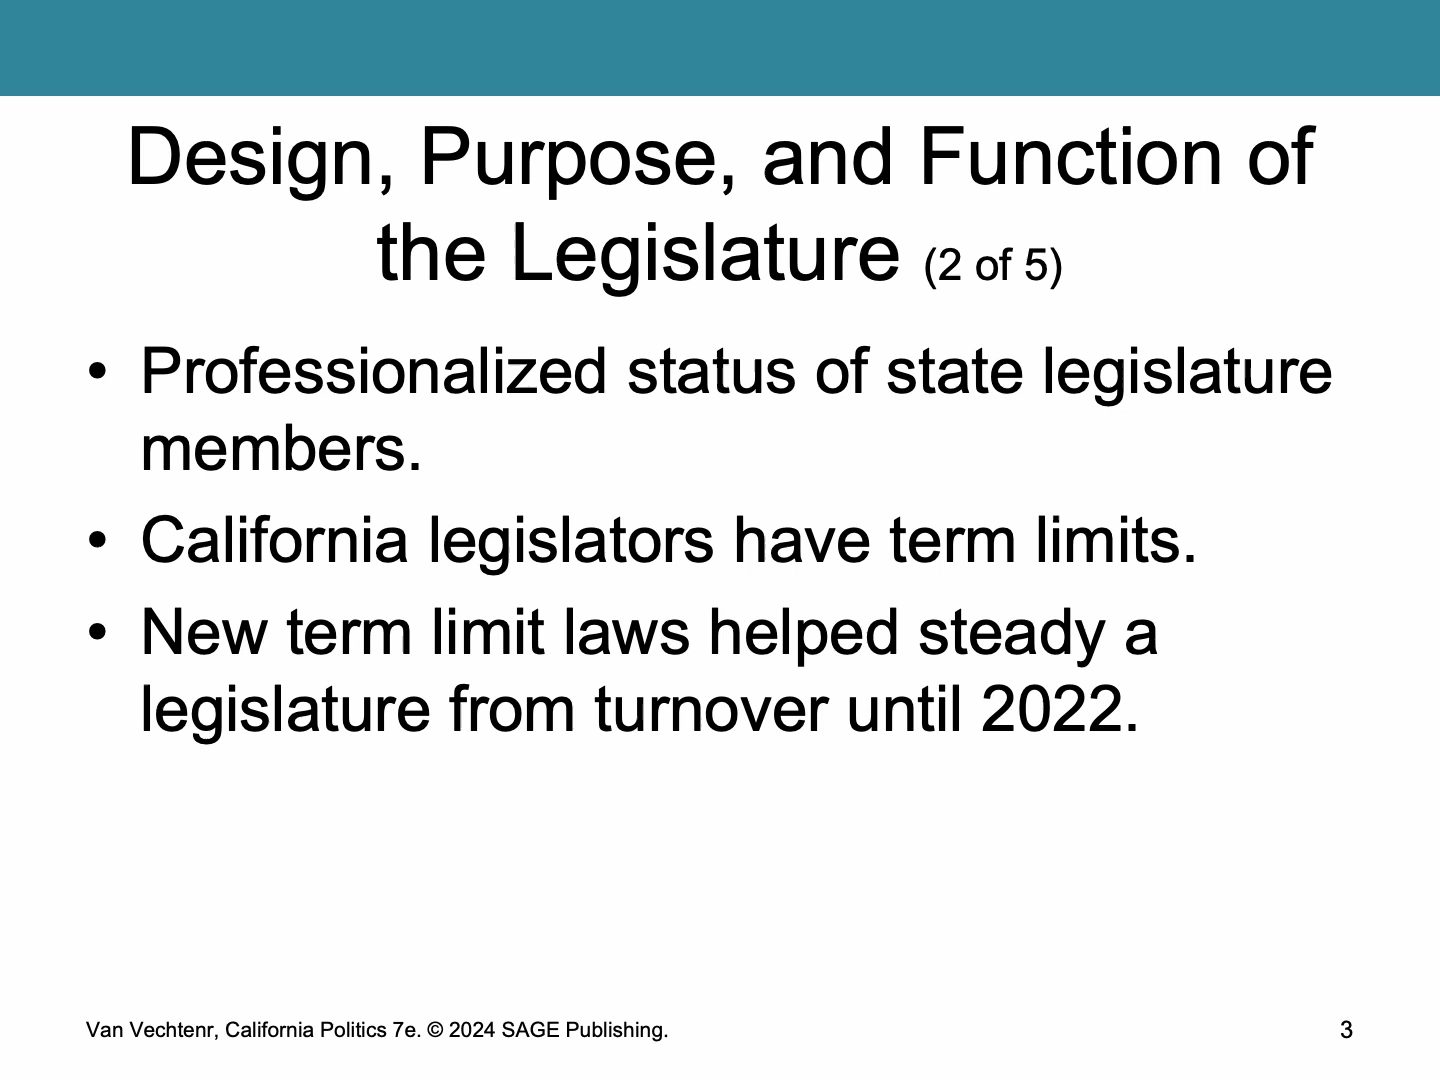 Design, Purpose, and Function of
the Legislature (2 of 5)
• Professionalized status of state legislature
members.
• California legislators have term limits.
• New term limit laws helped steady a
legislature from turnover until 2022.
Van Vechtenr, California Politics 7e. © 2024 SAGE Publishing.
3